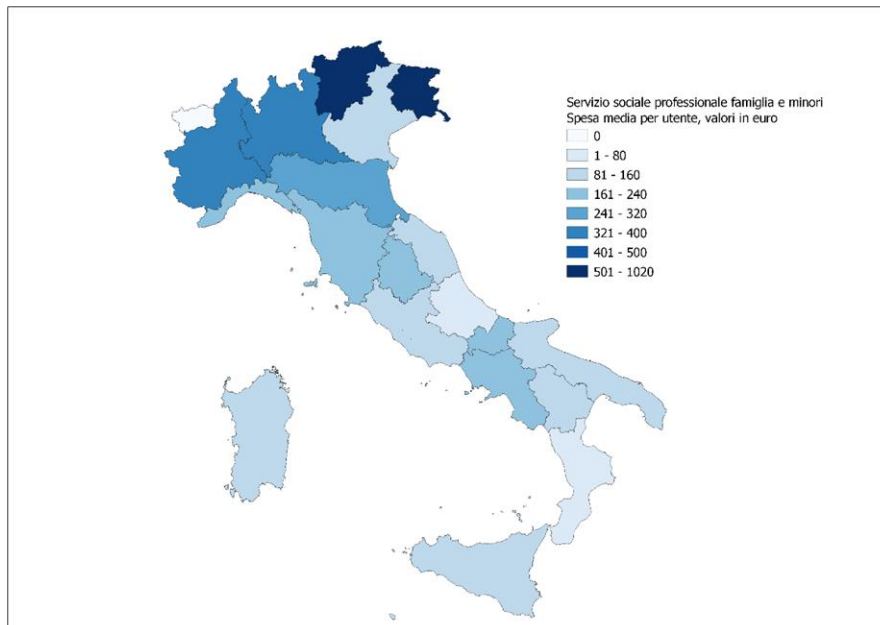 Servizio sociale professionale famiglia e minori
Spesa media per utente, valori in euro
0
1 - 80
81 - 160
161 - 240
241 - 320
321 - 400
401 - 500
501 - 1020